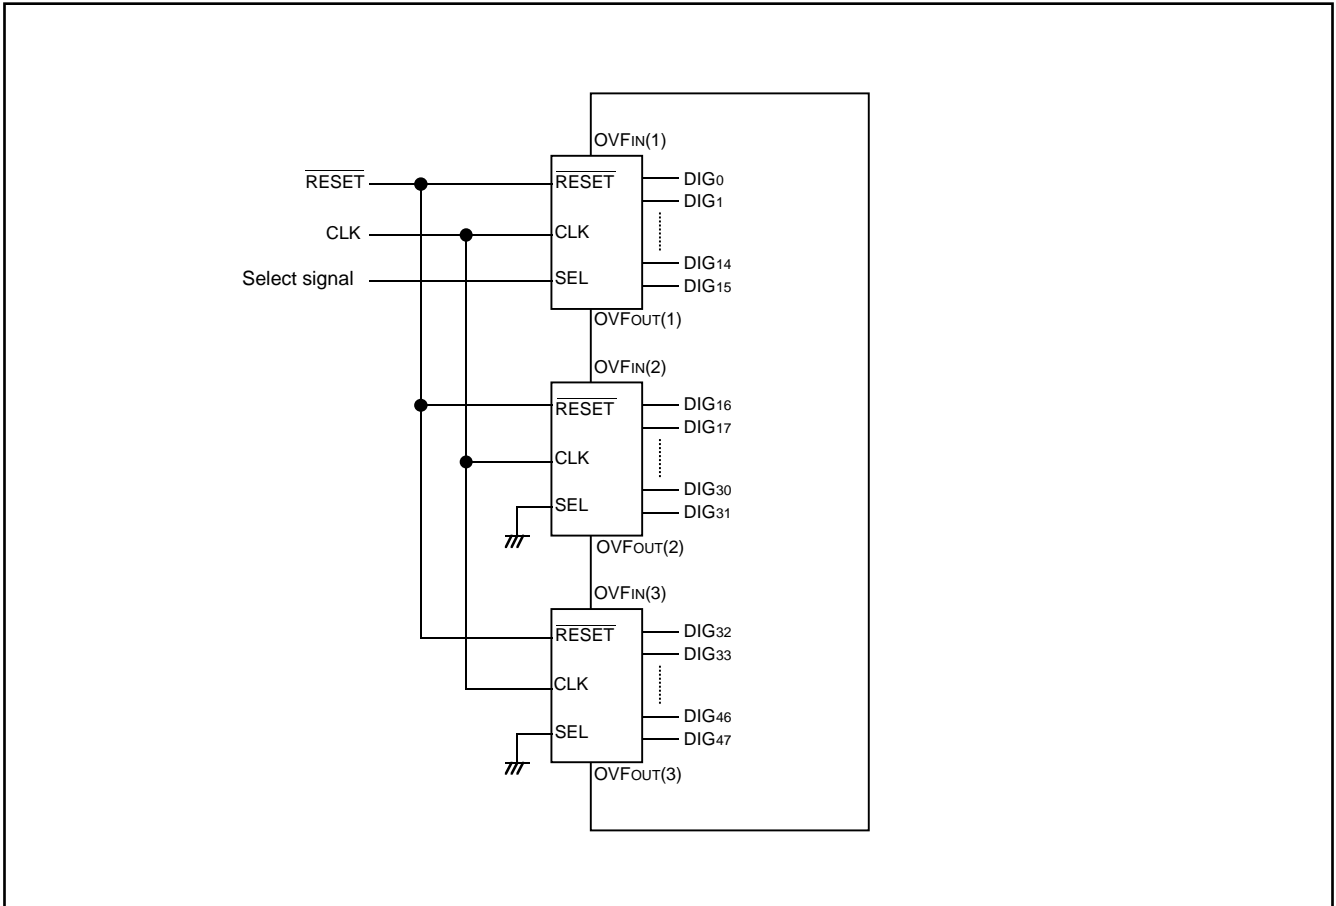 OVFIN(1)
RESET
RESET
DIG0
DIG1
CLK
CLK
DIG14
Select signal
SEL
DIG15
OVFOUT(1)
OVFIN(2)
RESET
DIG16
DIG17
CLK
DIG30
SEL
DIG31
OVFOUT(2)
OVFIN(3)
RESET
DIG32
DIG33
CLK
DIG46
SEL
DIG47
OVFOUT(3)